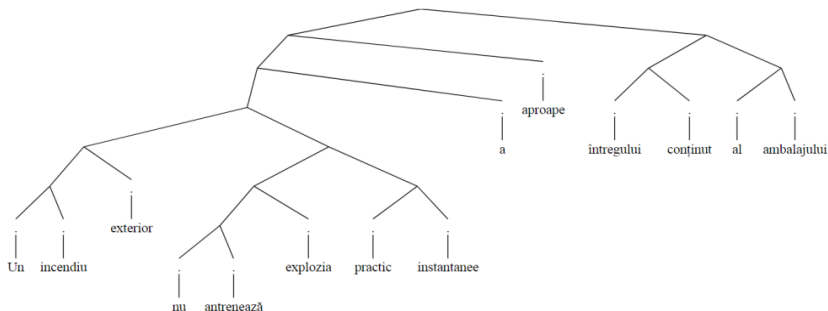 aproape
a întregului conținut al ambalajului
exterior
Un incendiu explozia practic instantanee
nu antrenează